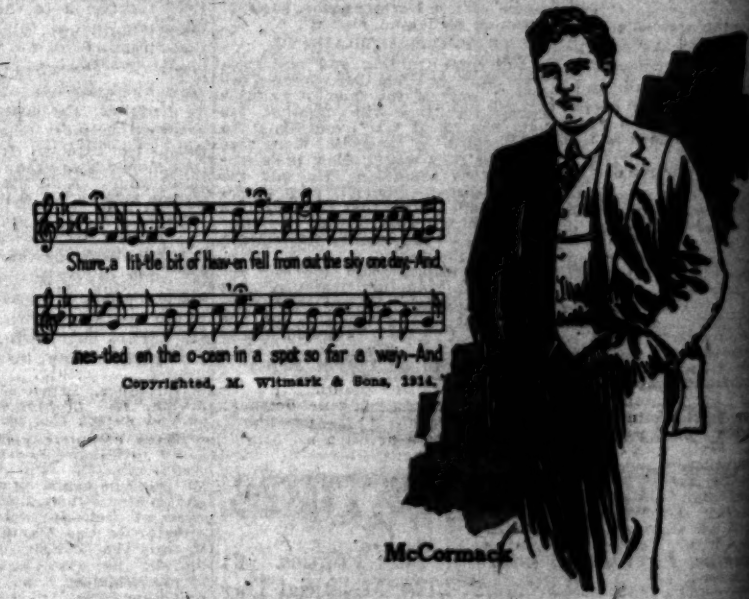 Shure, a lit-tle bit of Heav-en fell from out the sky one day,-And
nes-tled on the o-cean in a spot so far a way;-And
Copyrighted, M. Witmark & Sons, 1914.
McCormack